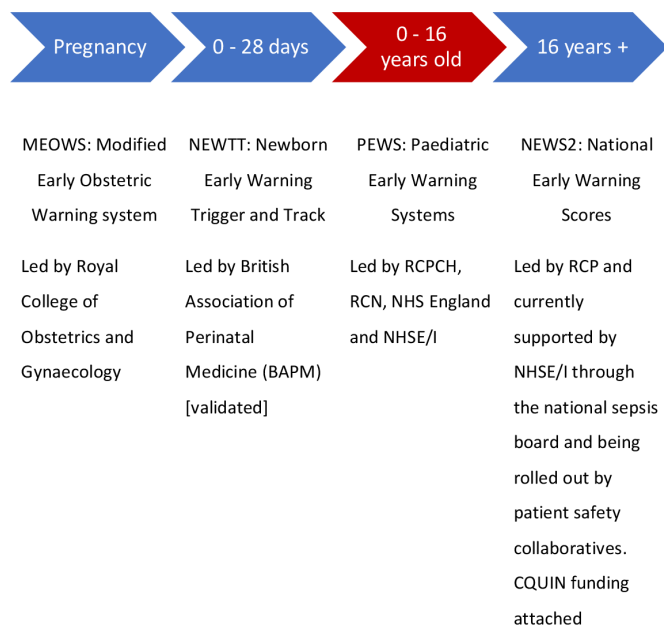 Pregnancy
0 - 28 days
0 - 16
years old
16 years +
MEOWS: Modified
Early Obstetric
Warning system
Led by Royal
College of
Obstetrics and
Gynaecology
NEWTT: Newborn
Early Warning
Trigger and Track
Led by British
Association of
Perinatal
Medicine (BAPM)
[validated]
PEWS: Paediatric
Early Warning
Systems
Led by RCPCH,
RCN, NHS England
and NHSE/I
NEWS2: National
Early Warning
Scores
Led by RCP and
currently
supported by
NHSE/I through
the national sepsis
board and being
rolled out by
patient safety
collaboratives.
CQUIN funding
attached